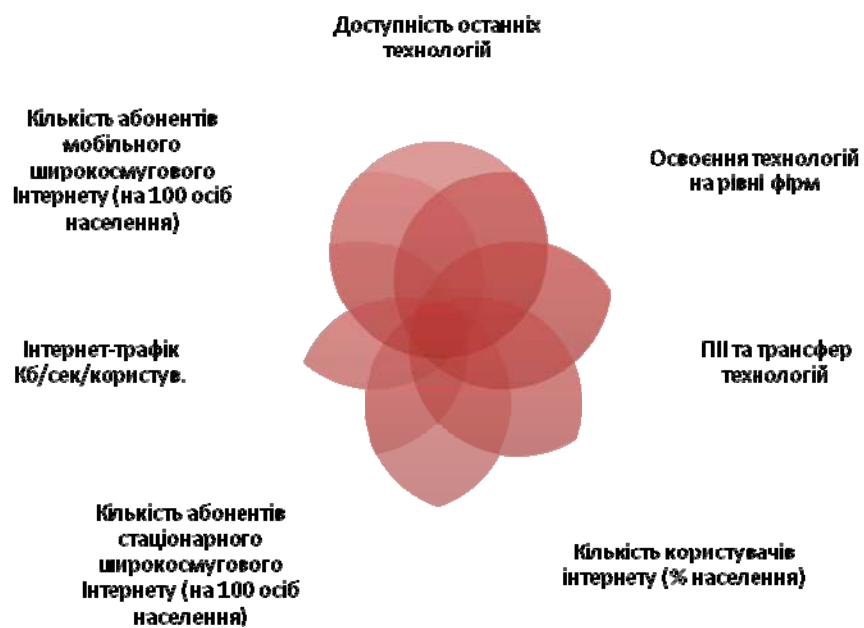 Доступність останніх
технологій
Кількість абонентів
мобільного
широкосмугового
Інтернету (на 100 осіб
населення)
Освоєння технологій
на рівні фірм
Інтернет-трафік
Кб/сек/користув.
ПІІ та трансфер
технологій
Кількість абонентів
стаціонарного
широкосмугового
Інтернету (на 100 осіб
населення)
Кількість користувачів
інтернету (% населення)